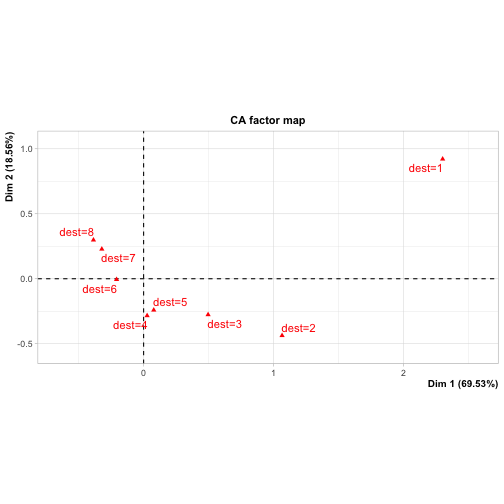 CA factor map
Dim 2 (18.56%)
1.0
0.5
0.0
-0.5
dest=1
dest=8
dest=7
dest=6
dest=5
dest=4
dest=3
dest=2
0
1
2
Dim 1 (69.53%)